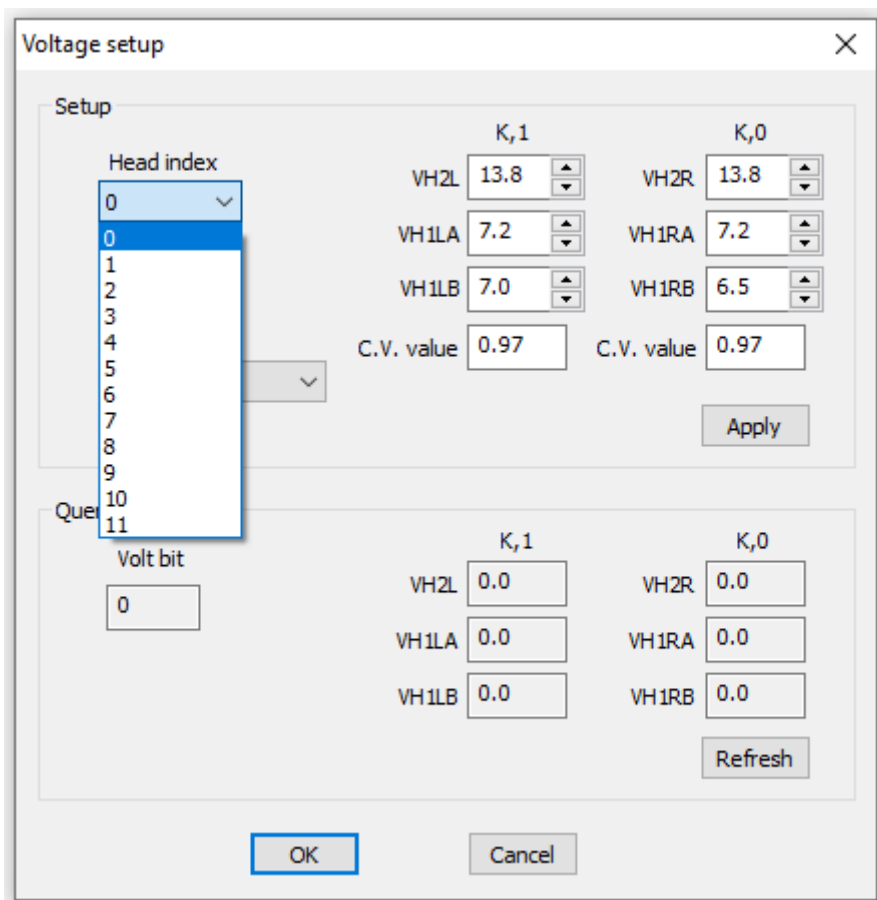 Voltage setup
Setup
K,1 K,0
Head index
0
VH2L 13.8 VH2R 13.8
0
1
2
3
4
5
6
7
8
9
10
11
VH1LA 7.2 VH1RA 7.2
VH1LB 7.0 VH1RB 6.5
C.V. value 0.97 C.V. value 0.97
Apply
Quer
Volt bit
0
K,1 K,0
VH2L 0.0 VH2R 0.0
VH1LA 0.0 VH1RA 0.0
VH1LB 0.0 VH1RB 0.0
Refresh
OK Cancel